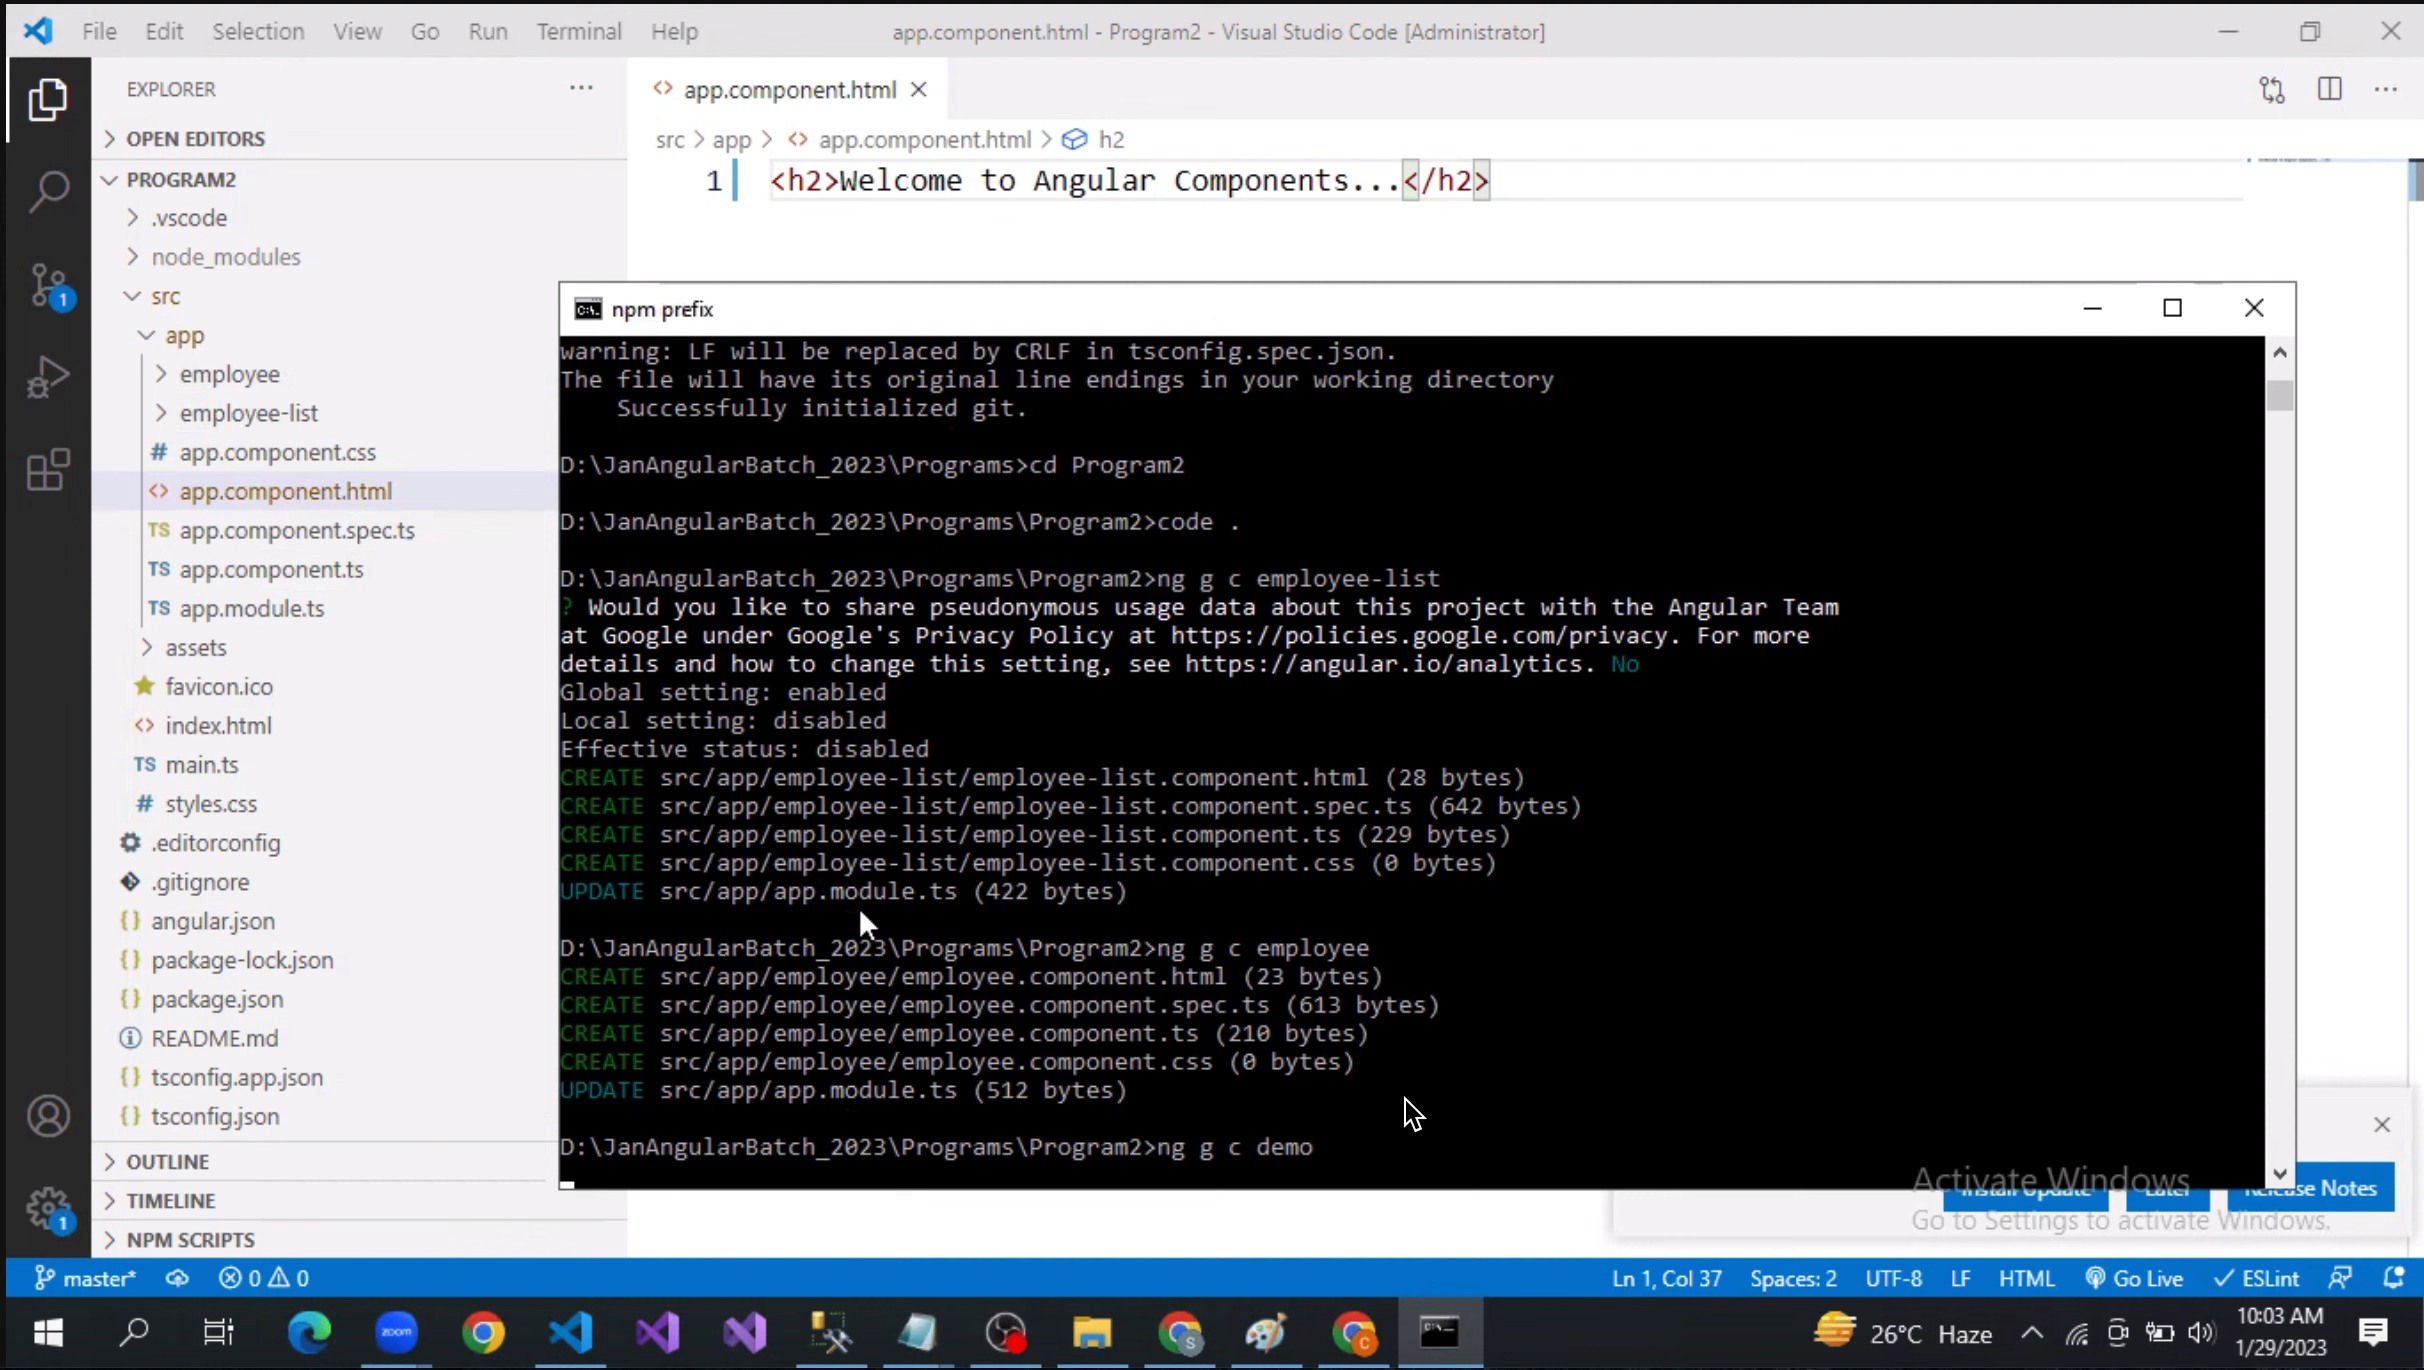 File Edit Selection View Go Run Terminal Help
app.component.html - Program2 - Visual Studio Code [Administrator]
EXPLORER
OPEN EDITORS
PROGRAM2
.vscode
node_modules
src
app
employee
employee-list
# app.component.css
<> app.component.html
TS app.component.spec.ts
TS app.component.ts
TS app.module.ts
assets
favicon.ico
<> index.html
TS main.ts
# styles.css
.editorconfig
.gitignore
{} angular.json
{} package-lock.json
{} package.json
README.md
{} tsconfig.app.json
{} tsconfig.json
OUTLINE
TIMELINE
NPM SCRIPTS
1
1
<> app.component.html
src > app > <> app.component.html > h2
1 <h2>Welcome to Angular Components...</h2>
npm prefix
warning: LF will be replaced by CRLF in tsconfig.spec.json.
The file will have its original line endings in your working directory
Successfully initialized git.
D:\JanAngularBatch_2023\Programs>cd Program2
D:\JanAngularBatch_2023\Programs\Program2>code .
D:\JanAngularBatch_2023\Programs\Program2>ng g c employee-list
? Would you like to share pseudonymous usage data about this project with the Angular Team
at Google under Google's Privacy Policy at https://policies.google.com/privacy. For more
details and how to change this setting, see https://angular.io/analytics. No
Global setting: enabled
Local setting: disabled
Effective status: disabled
CREATE src/app/employee-list/employee-list.component.html (28 bytes)
CREATE src/app/employee-list/employee-list.component.spec.ts (642 bytes)
CREATE src/app/employee-list/employee-list.component.ts (229 bytes)
CREATE src/app/employee-list/employee-list.component.css (0 bytes)
UPDATE src/app/app.module.ts (422 bytes)
D:\JanAngularBatch_2023\Programs\Program2>ng g c employee
CREATE src/app/employee/employee.component.html (23 bytes)
CREATE src/app/employee/employee.component.spec.ts (613 bytes)
CREATE src/app/employee/employee.component.ts (210 bytes)
CREATE src/app/employee/employee.component.css (0 bytes)
UPDATE src/app/app.module.ts (512 bytes)
D:\JanAngularBatch_2023\Programs\Program2>ng g c demo
Install Update Later Release Notes
Activate Windows
Go to Settings to activate Windows.
master* 0 0
Ln 1, Col 37 Spaces: 2 UTF-8 LF HTML Go Live ESLint
zoom
S
C
26°C Haze
10:03 AM
1/29/2023